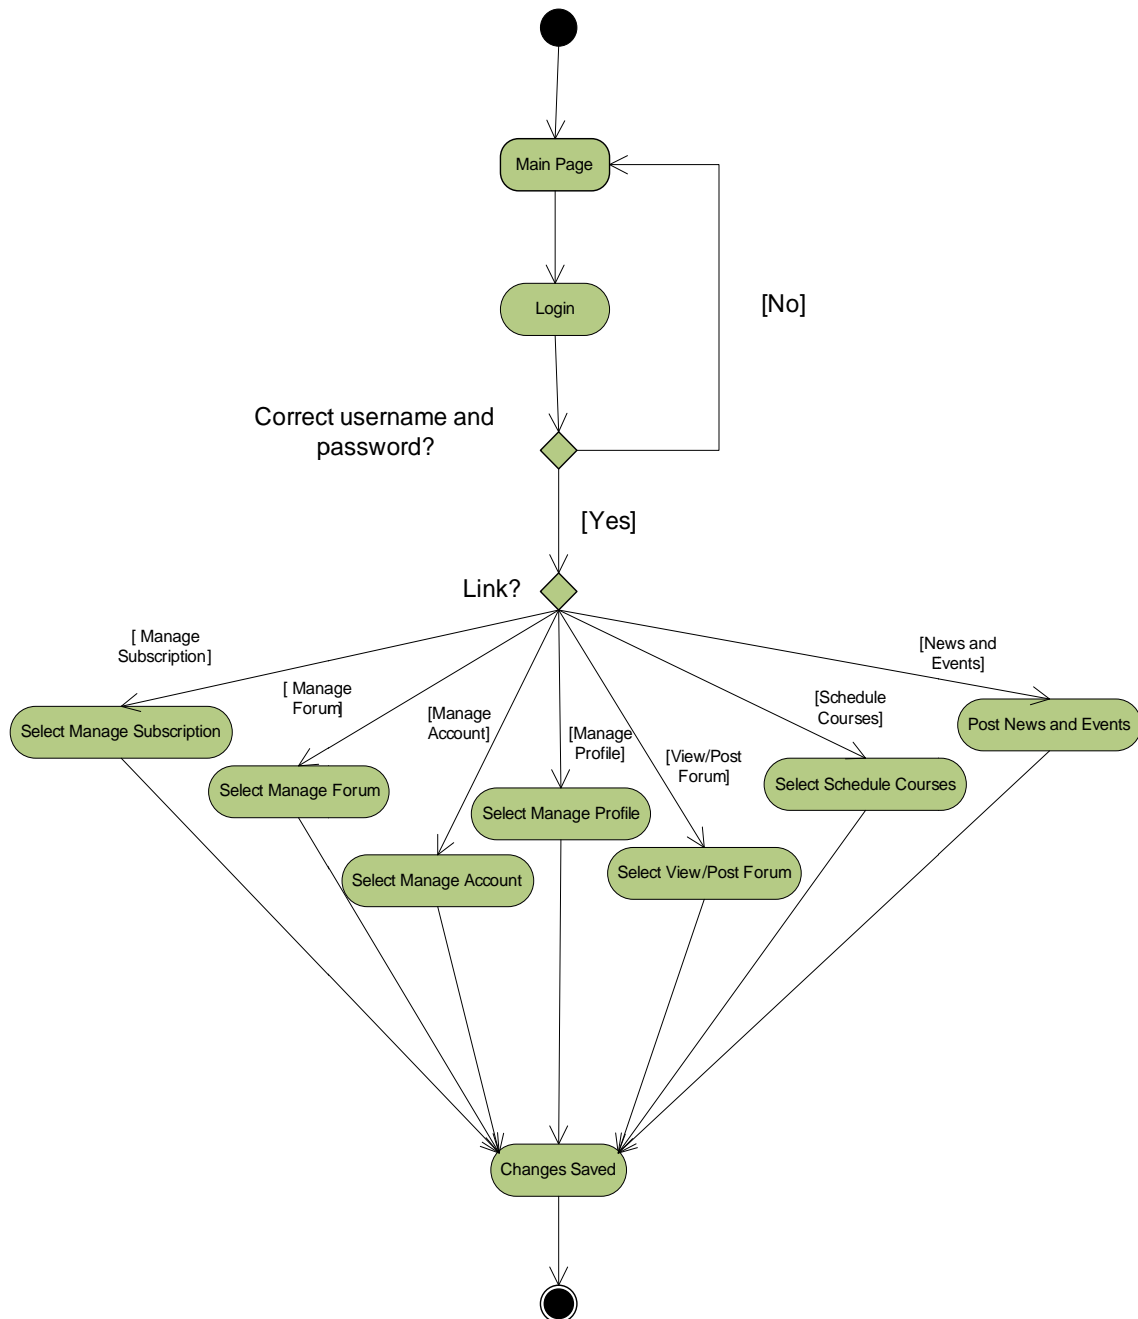 Main Page
Login
[No]
Correct username and
password?
[Yes]
Link?
[ Manage
Subscription]
[ Manage
Forum]
[Manage
Account]
[Manage
Profile]
[View/Post
Forum]
[Schedule
Courses]
[News and
Events]
Select Manage Subscription
Select Manage Forum
Select Manage Account
Select Manage Profile
Select View/Post Forum
Select Schedule Courses
Post News and Events
Changes Saved